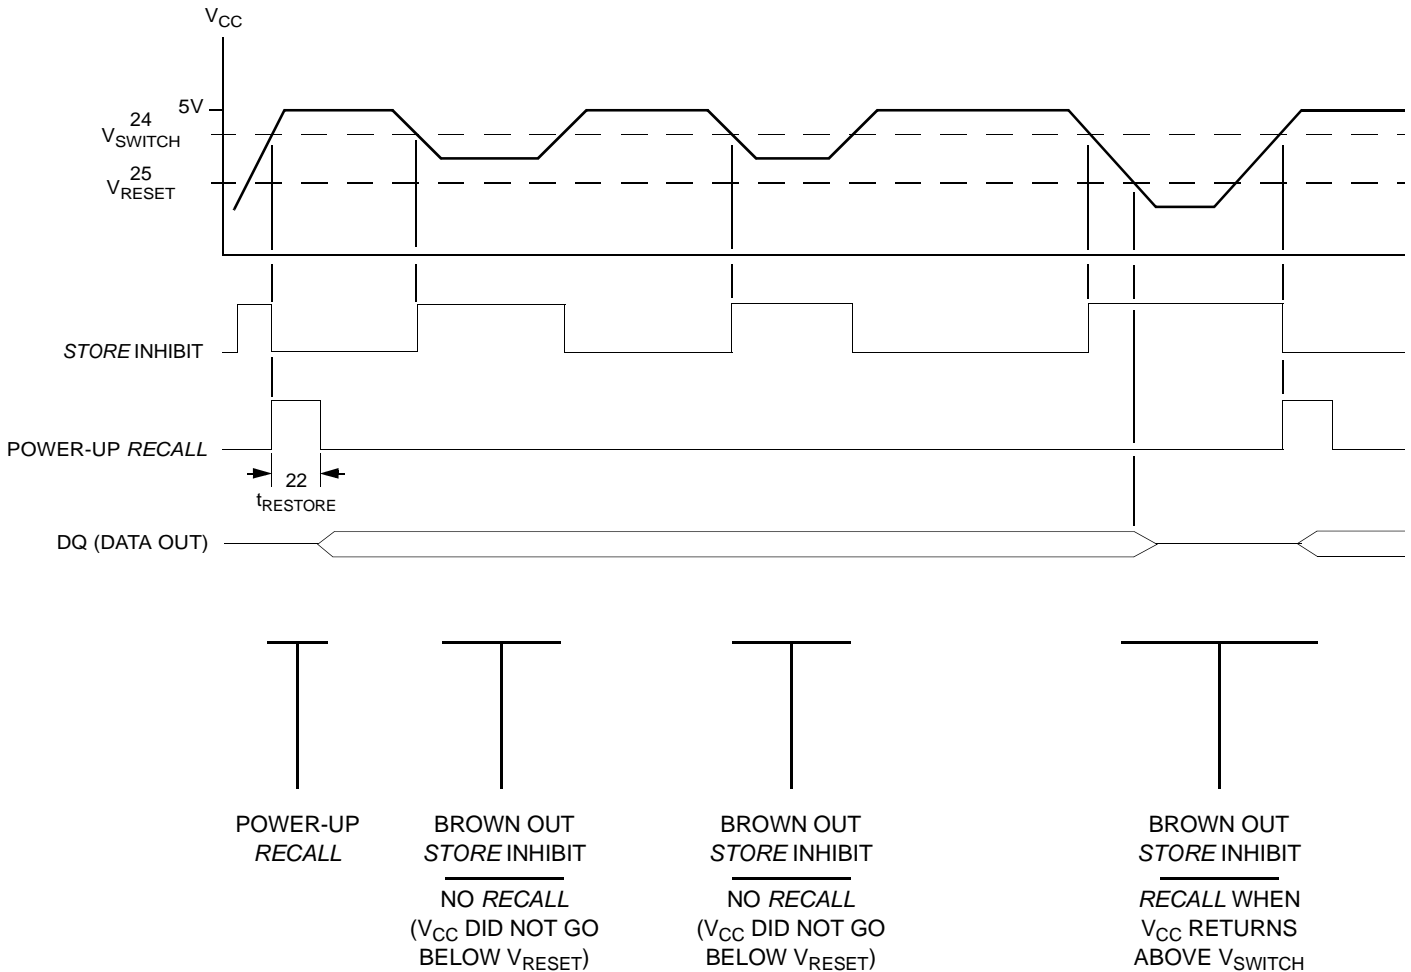 VCC
5V
24
VSWITCH
25
VRESET
STORE INHIBIT
POWER-UP RECALL
22
tRESTORE
DQ (DATA OUT)
POWER-UP
RECALL
BROWN OUT
STORE INHIBIT
NO RECALL
(VCC DID NOT GO
BELOW VRESET)
BROWN OUT
STORE INHIBIT
NO RECALL
(VCC DID NOT GO
BELOW VRESET)
BROWN OUT
STORE INHIBIT
RECALL WHEN
VCC RETURNS
ABOVE VSWITCH